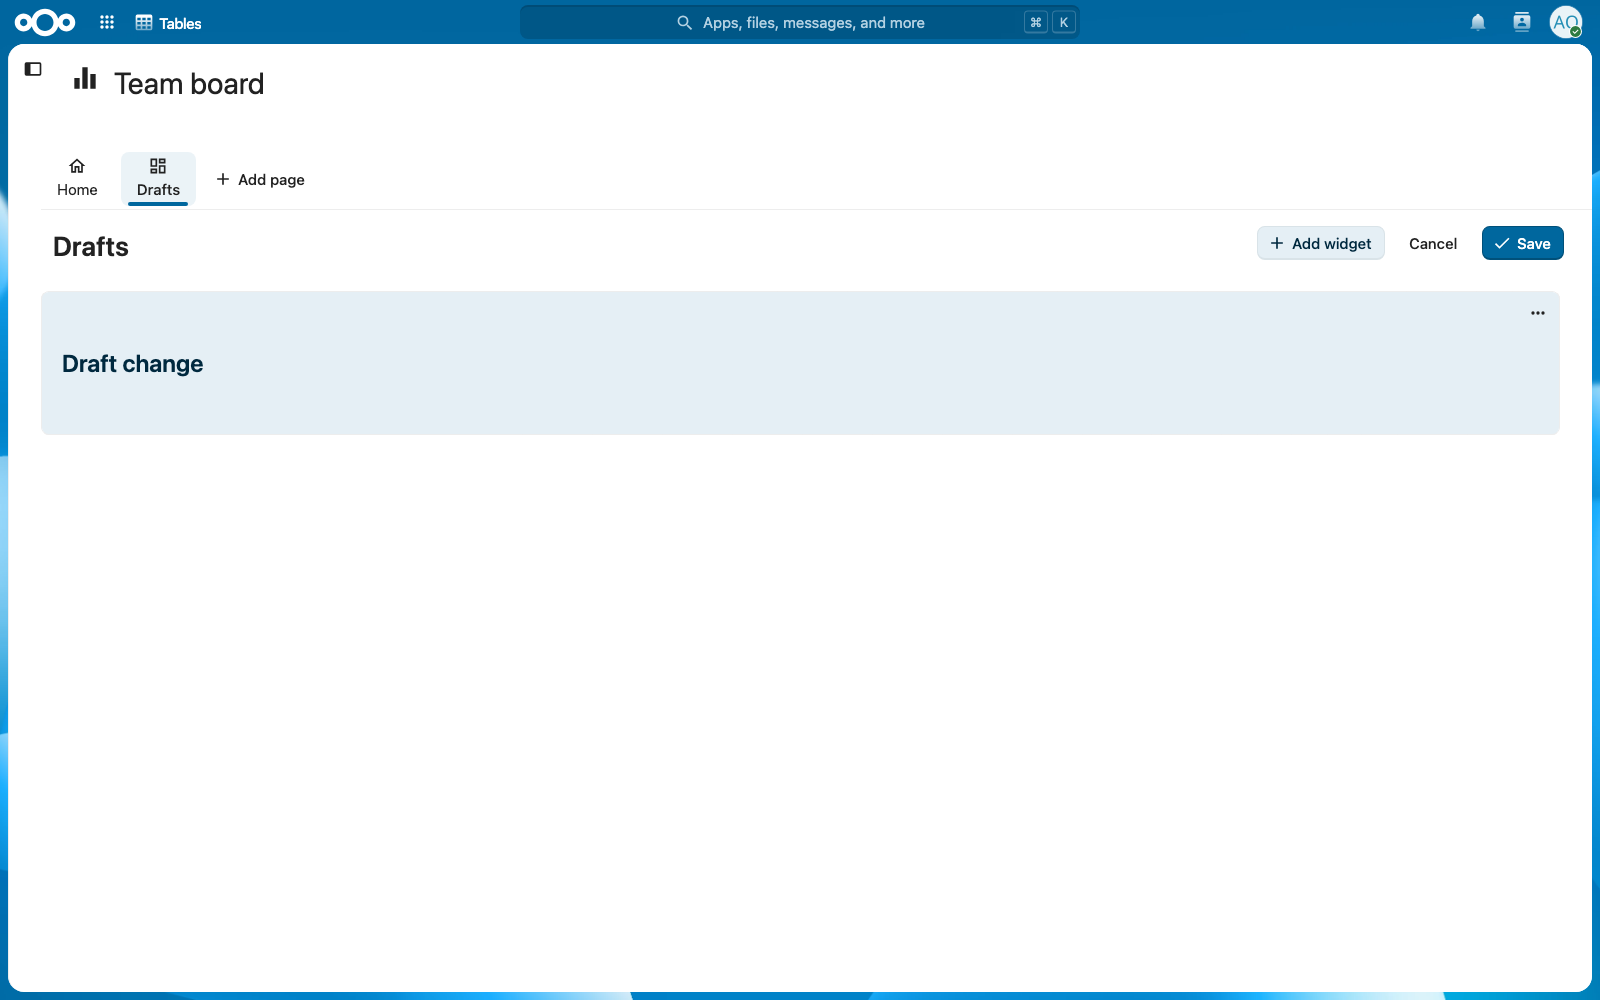 Tables
Apps, files, messages, and more
⌘ K
AO
Team board
Home
Drafts
Add page
Drafts
Add widget
Cancel
Save
Draft change